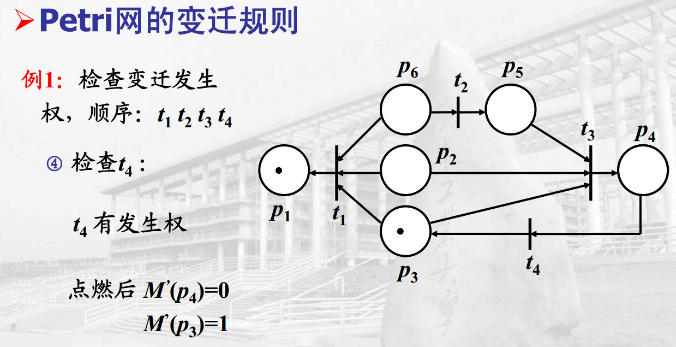 ➢Petri网的变迁规则
例1：检查变迁发生
权，顺序：t₁ t₂ t₃ t₄
④ 检查t₄：
t₄ 有发生权
点燃后 M’(p₄)=0
M’(p₃)=1
p₆
t₂
p₅
t₃
p₄
p₂
p₁
t₁
p₃
t₄